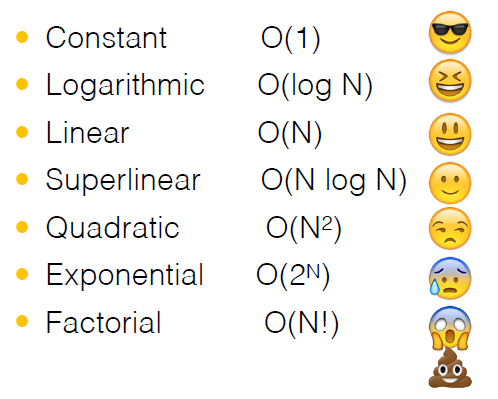 Constant O(1)
Logarithmic O(log N)
Linear O(N)
Superlinear O(N log N)
Quadratic O(N²)
Exponential O(2ᴺ)
Factorial O(N!)